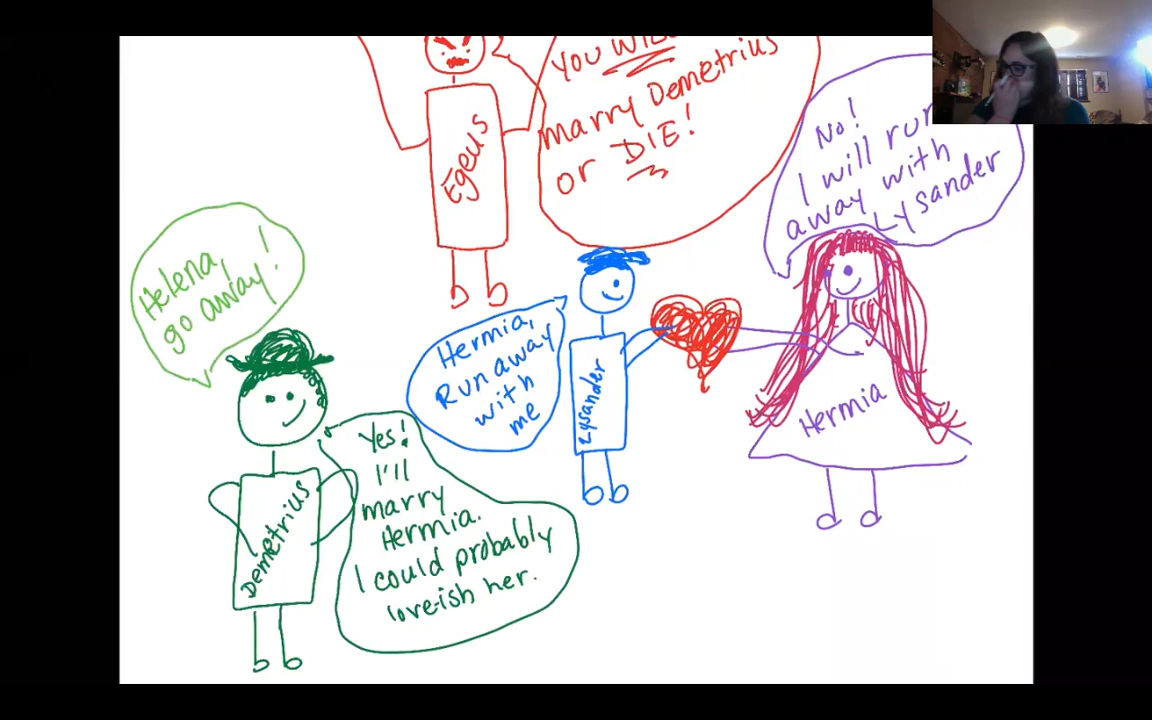 YOU WILL
marry Demetrius
or DIE!
Egeus
No!
I will run
away with
Lysander
Helena,
go away!
Hermia,
Run away
with
me
Lysander
Hermia
Yes!
I'll
marry
Hermia.
I could probably
love-ish her.
Demetrius